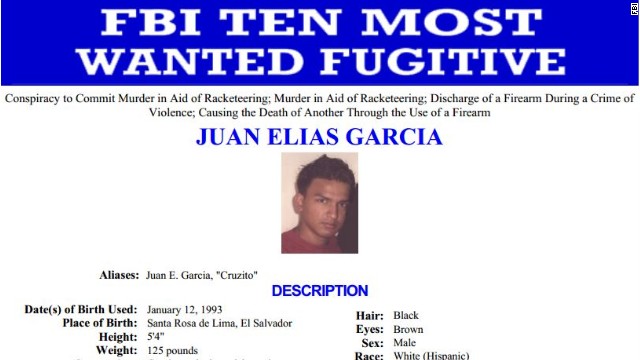 FBI
FBI TEN MOST
WANTED FUGITIVE
Conspiracy to Commit Murder in Aid of Racketeering; Murder in Aid of Racketeering; Discharge of a Firearm During a Crime of
Violence; Causing the Death of Another Through the Use of a Firearm
JUAN ELIAS GARCIA
Aliases: Juan E. Garcia, "Cruzito"
DESCRIPTION
Date(s) of Birth Used: January 12, 1993
Place of Birth: Santa Rosa de Lima, El Salvador
Height: 5'4"
Weight: 125 pounds
Hair: Black
Eyes: Brown
Sex: Male
Race: White (Hispanic)